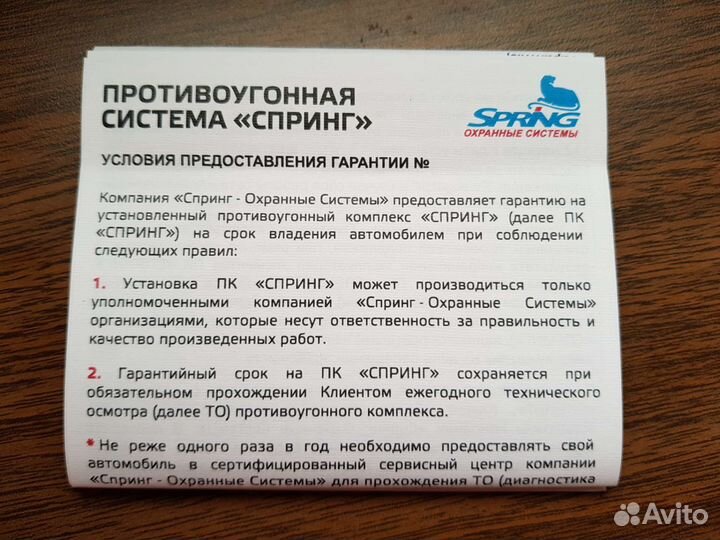 ПРОТИВОУГОННАЯ
СИСТЕМА «СПРИНГ»
SPRING
ОХРАННЫЕ СИСТЕМЫ
УСЛОВИЯ ПРЕДОСТАВЛЕНИЯ ГАРАНТИИ №
Компания «Спринг - Охранные Системы» предоставляет гарантию на
установленный противоугонный комплекс «СПРИНГ» (далее ПК
«СПРИНГ») на срок владения автомобилем при соблюдении
следующих правил:
1. Установка ПК «СПРИНГ» может производиться только
уполномоченными компанией «Спринг - Охранные Системы»
организациями, которые несут ответственность за правильность и
качество произведенных работ.
2. Гарантийный срок на ПК «СПРИНГ» сохраняется при
обязательном прохождении Клиентом ежегодного технического
осмотра (далее ТО) противоугонного комплекса.
* Не реже одного раза в год необходимо предоставлять свой
автомобиль в сертифицированный сервисный центр компании
«Спринг - Охранные Системы» для прохождения ТО (диагностика
Avito